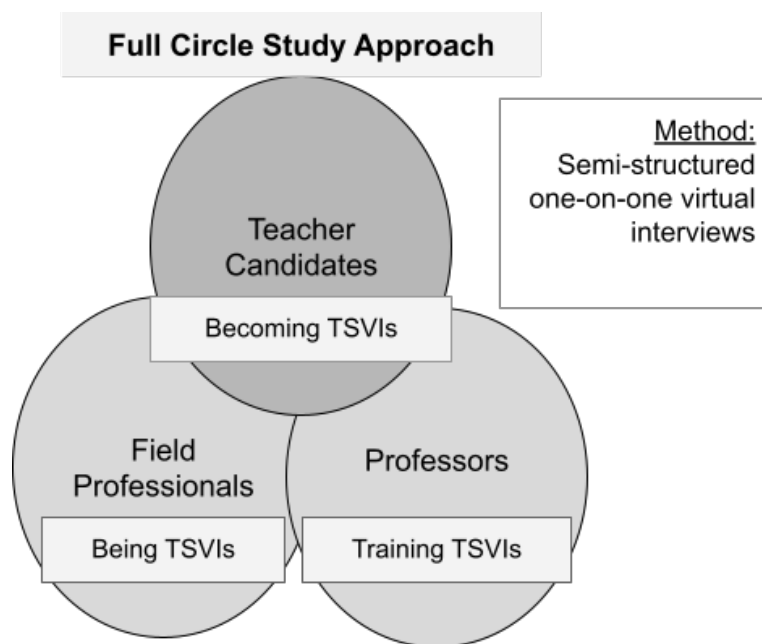 Full Circle Study Approach
Method:
Semi-structured
one-on-one virtual
interviews
Teacher
Candidates
Becoming TSVIs
Field
Professionals
Being TSVIs
Professors
Training TSVIs